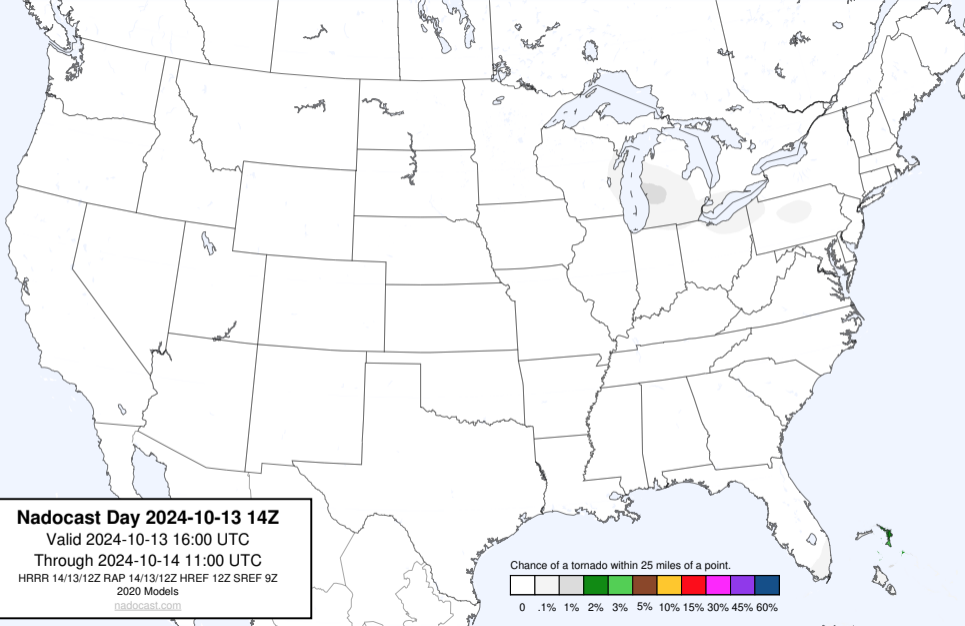 Nadocast Day 2024-10-13 14Z
Valid 2024-10-13 16:00 UTC
Through 2024-10-14 11:00 UTC
HRRR 14/13/12Z RAP 14/13/12Z HREF 12Z SREF 9Z
2020 Models
nadocast.com
Chance of a tornado within 25 miles of a point.
0 .1% 1% 2% 3% 5% 10% 15% 30% 45% 60%